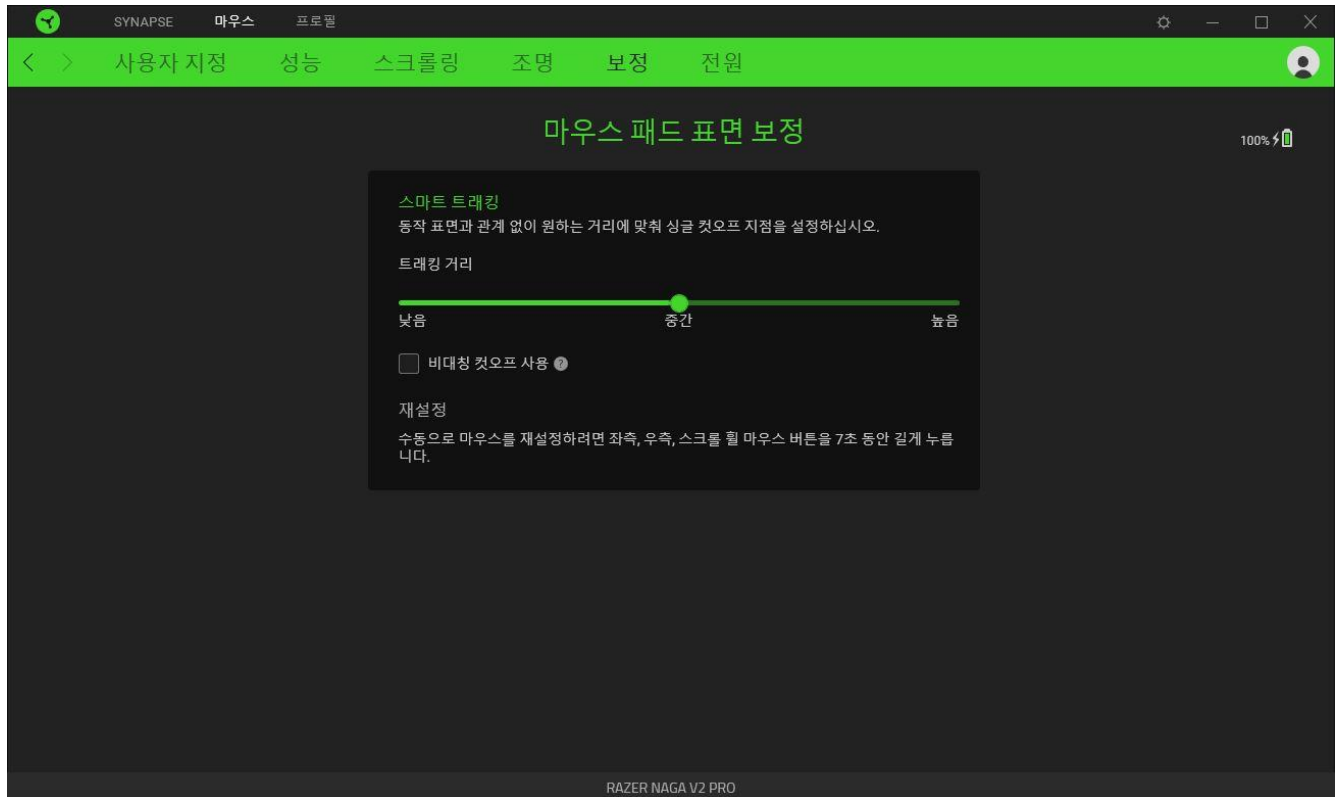 SYNAPSE 마우스 프로필
사용자 지정 성능 스크롤링 조명 보정 전원
마우스 패드 표면 보정
100%
스마트 트래킹
동작 표면과 관계 없이 원하는 거리에 맞춰 싱글 컷오프 지점을 설정하십시오.
트래킹 거리
낮음 중간 높음
비대칭 컷오프 사용 ?
재설정
수동으로 마우스를 재설정하려면 좌측, 우측, 스크롤 휠 마우스 버튼을 7초 동안 길게 누릅
니다.
RAZER NAGA V2 PRO